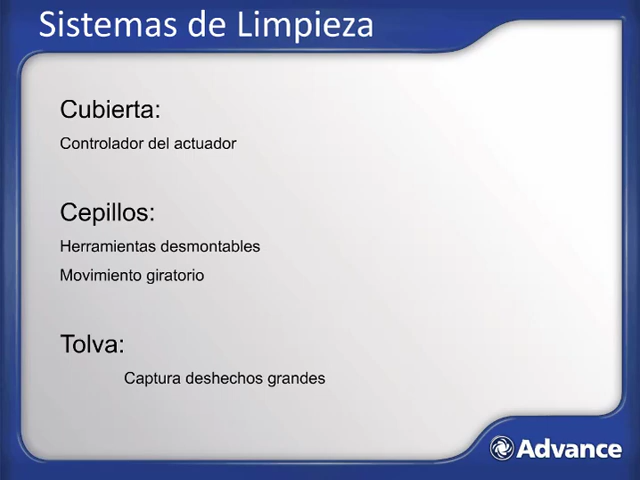 Sistemas de Limpieza
Cubierta:
Controlador del actuador
Cepillos:
Herramientas desmontables
Movimiento giratorio
Tolva:
Captura deshechos grandes
Advance